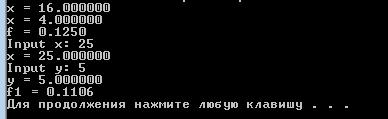 x = 16.000000
x = 4.000000
f = 0.1250
Input x: 25
x = 25.000000
Input y: 5
y = 5.000000
f1 = 0.1106
Для продолжения нажмите любую клавишу . . .